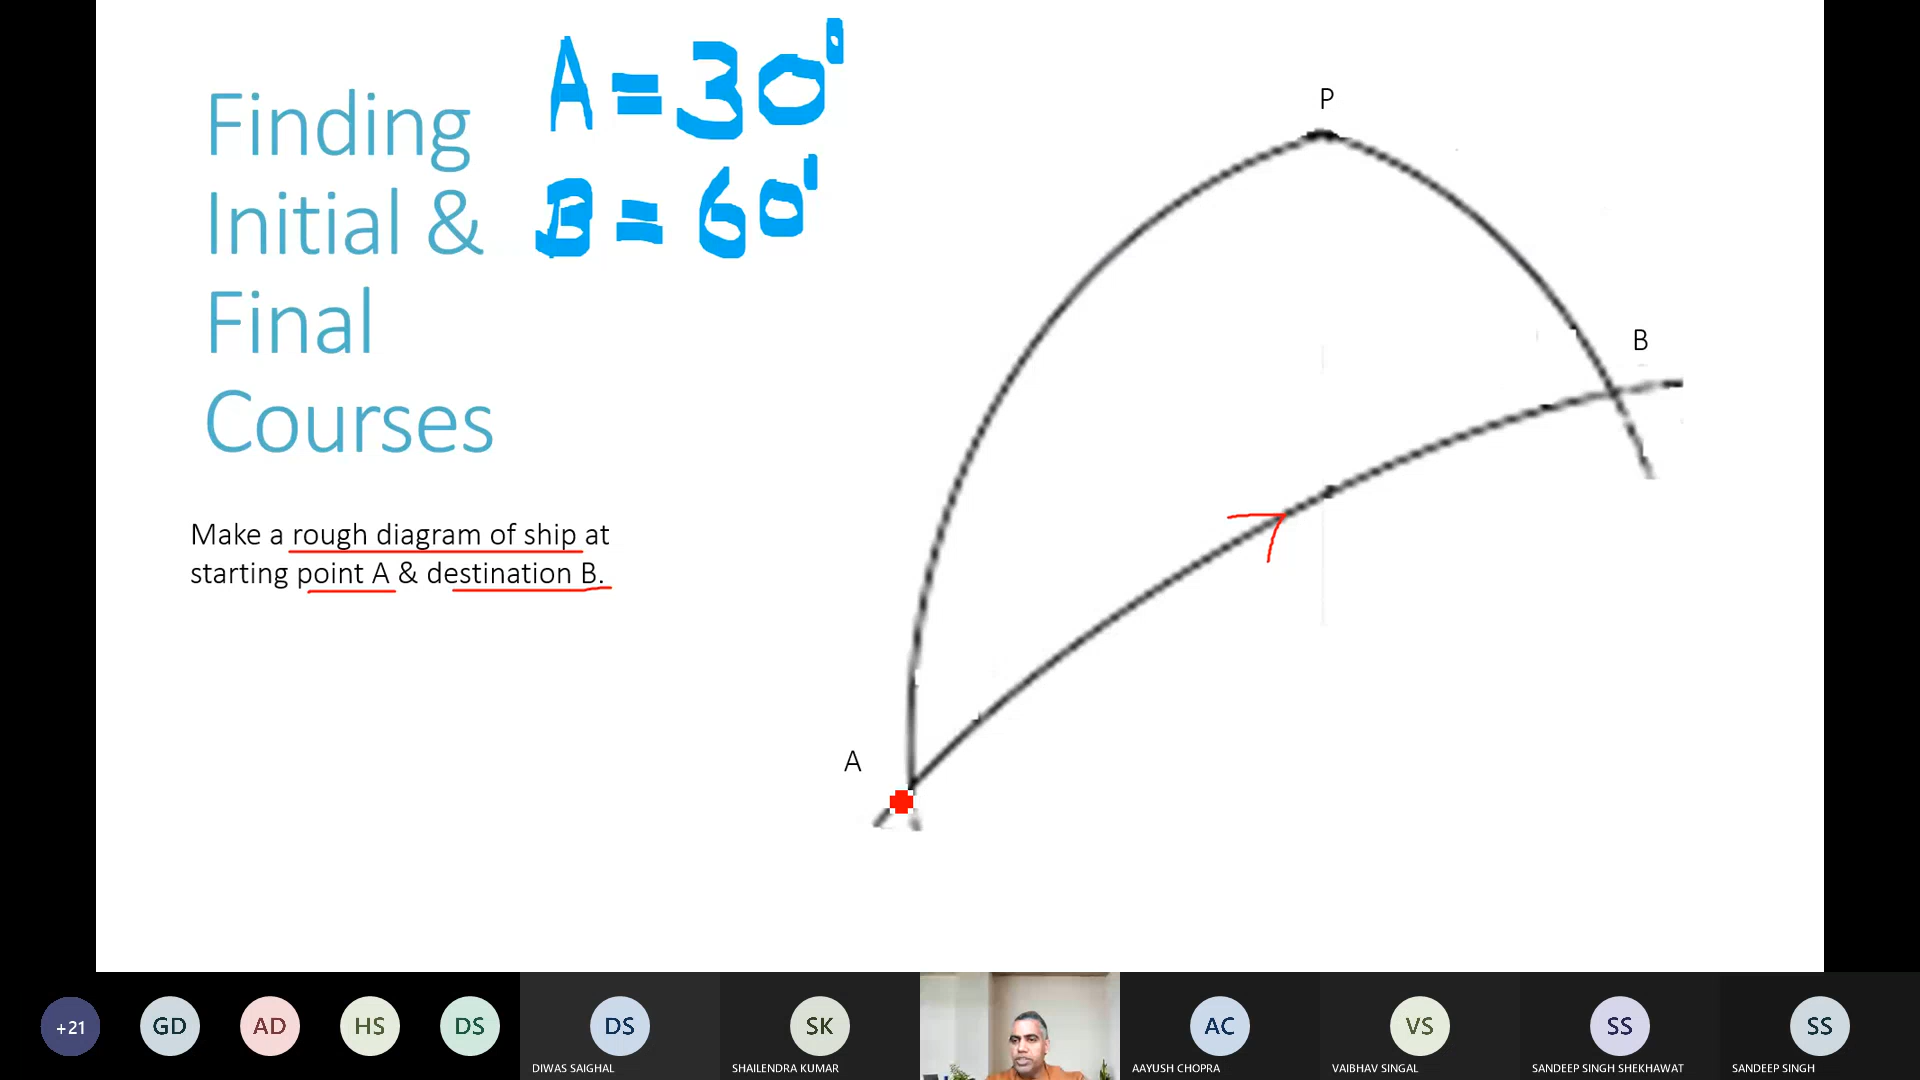 Finding
Initial &
Final
Courses
A = 30°
B = 60'
Make a rough diagram of ship at
starting point A & destination B.
P
B
A
+21
GD
AD
HS
DS
DS
DIWAS SAIGHAL
SK
SHAILENDRA KUMAR
AC
AAYUSH CHOPRA
VS
VAIBHAV SINGAL
SS
SANDEEP SINGH SHEKHAWAT
SS
SANDEEP SINGH